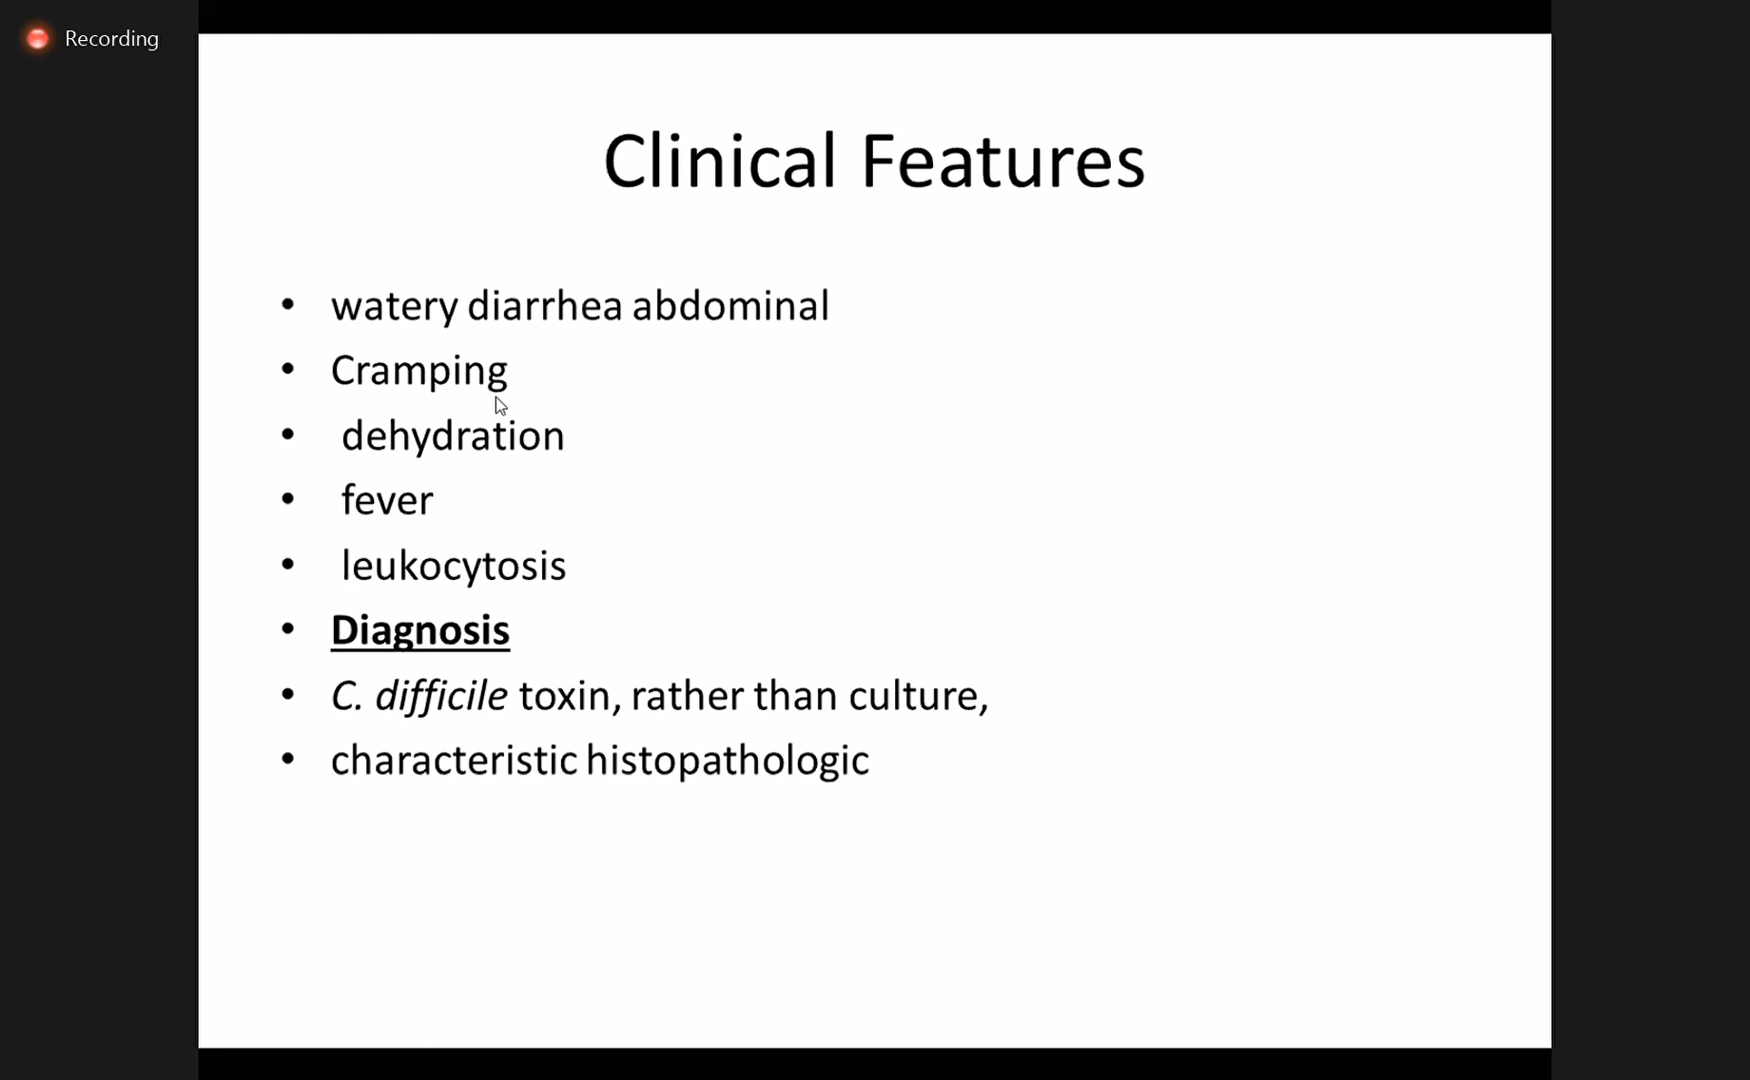 Recording
Clinical Features
• watery diarrhea abdominal
• Cramping
• dehydration
• fever
• leukocytosis
• Diagnosis
• C. difficile toxin, rather than culture,
• characteristic histopathologic